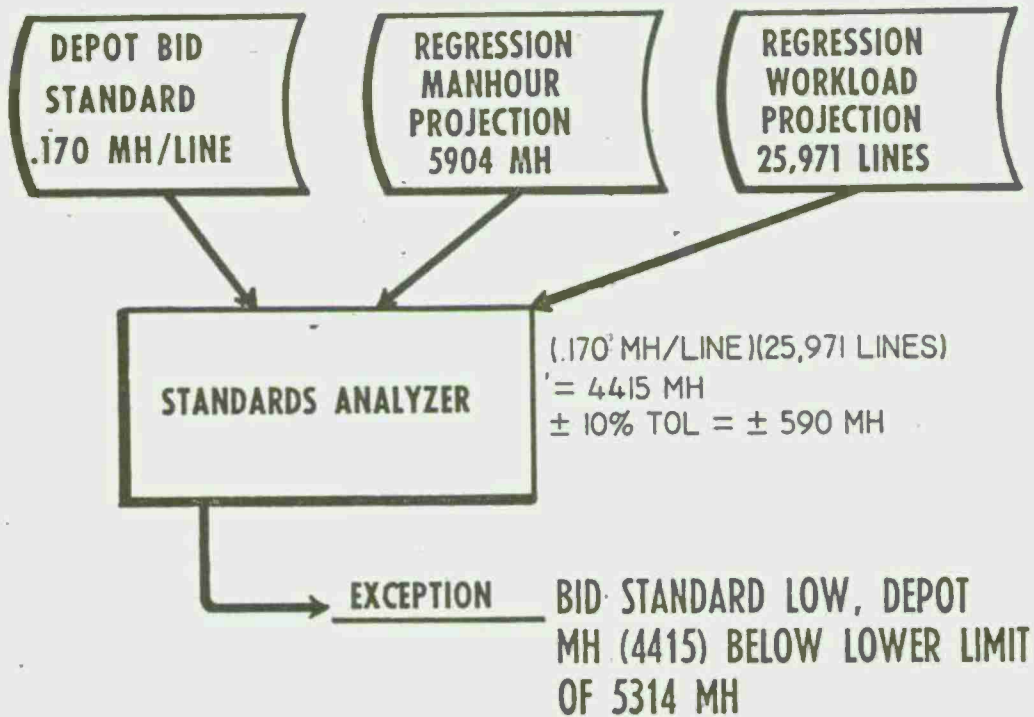 DEPOT BID
STANDARD
.170 MH/LINE
REGRESSION
MANHOUR
PROJECTION
5904 MH
REGRESSION
WORKLOAD
PROJECTION
25,971 LINES
STANDARDS ANALYZER
(.170 MH/LINE)(25,971 LINES)
= 4415 MH
± 10% TOL = ± 590 MH
EXCEPTION
BID STANDARD LOW, DEPOT
MH (4415) BELOW LOWER LIMIT
OF 5314 MH